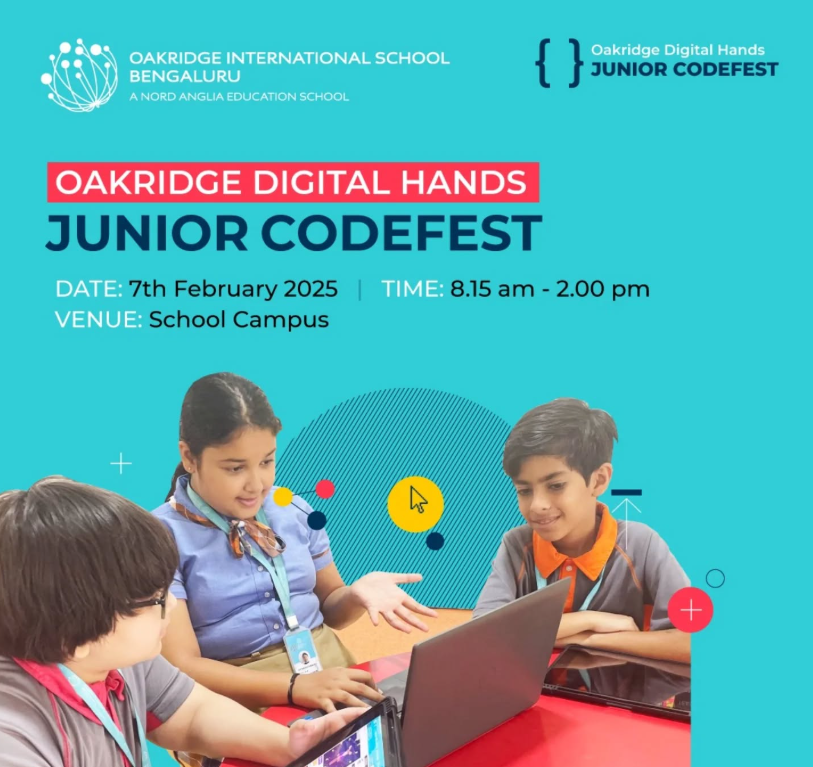 OAKRIDGE INTERNATIONAL SCHOOL
BENGALURU
A NORD ANGLIA EDUCATION SCHOOL
{ } Oakridge Digital Hands
JUNIOR CODEFEST
OAKRIDGE DIGITAL HANDS
JUNIOR CODEFEST
DATE: 7th February 2025 | TIME: 8.15 am - 2.00 pm
VENUE: School Campus